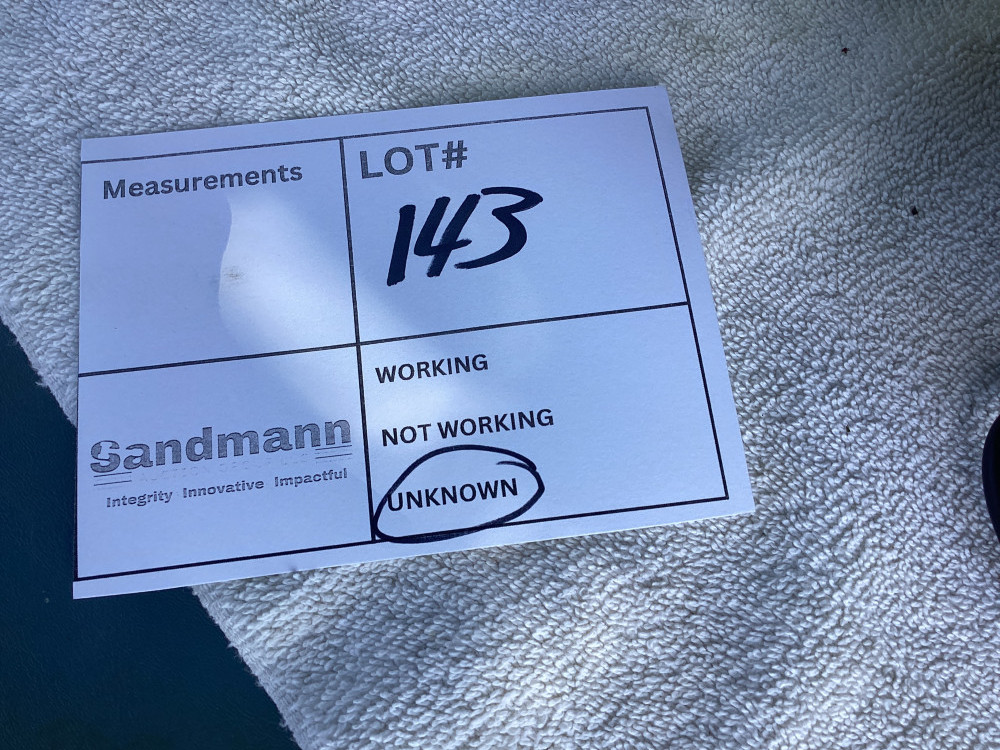 Measurements
LOT#
143
WORKING
NOT WORKING
UNKNOWN
Sandmann
Integrity Innovative Impactful